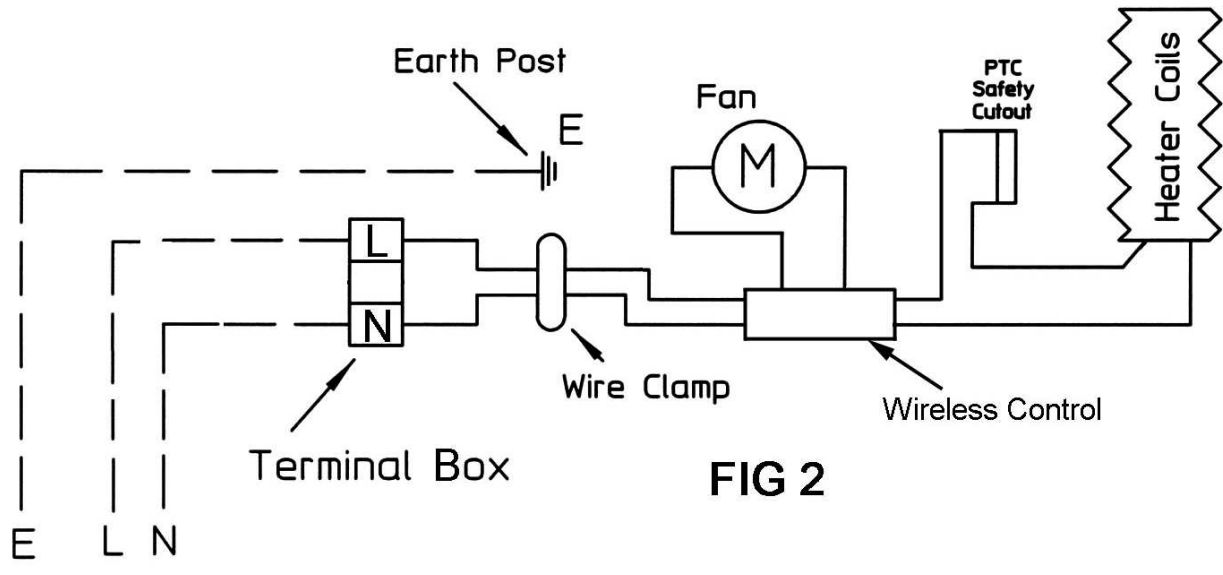 Earth Post
E
Fan
M
PTC
Safety
Cutout
Heater Coils
L
N
Wire Clamp
Wireless Control
Terminal Box
FIG 2
E
L
N